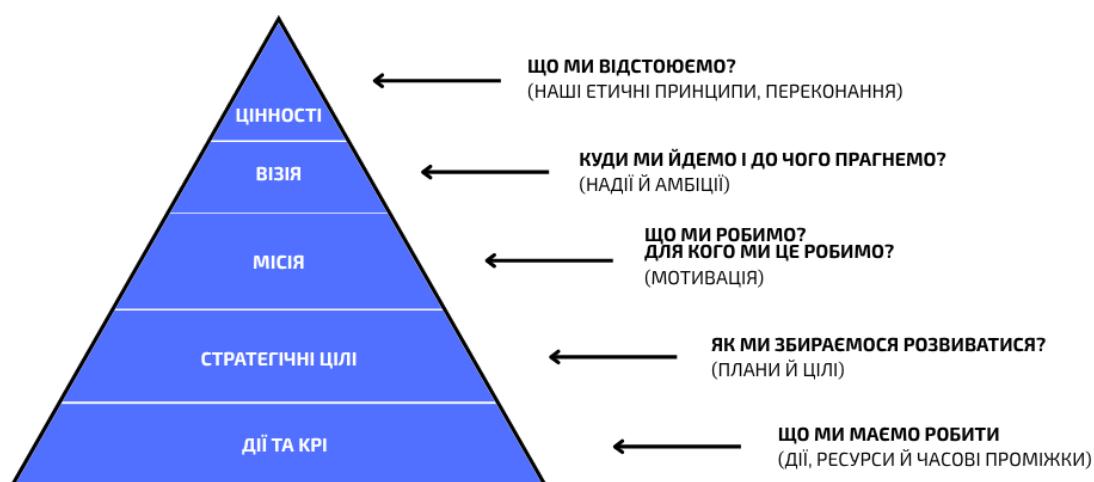 ЩО МИ ВІДСТОЮЄМО?
(НАШІ ЕТИЧНІ ПРИНЦИПИ, ПЕРЕКОНАННЯ)
ЦІННОСТІ
КУДИ МИ ЙДЕМО І ДО ЧОГО ПРАГНЕМО?
(НАДІЇ Й АМБІЦІЇ)
ВІЗІЯ
ЩО МИ РОБИМО?
ДЛЯ КОГО МИ ЦЕ РОБИМО?
(МОТИВАЦІЯ)
МІСІЯ
ЯК МИ ЗБИРАЄМОСЯ РОЗВИВАТИСЯ?
(ПЛАНИ Й ЦІЛІ)
СТРАТЕГІЧНІ ЦІЛІ
ЩО МИ МАЄМО РОБИТИ
(ДІЇ, РЕСУРСИ Й ЧАСОВІ ПРОМІЖКИ)
ДІЇ ТА КРІ